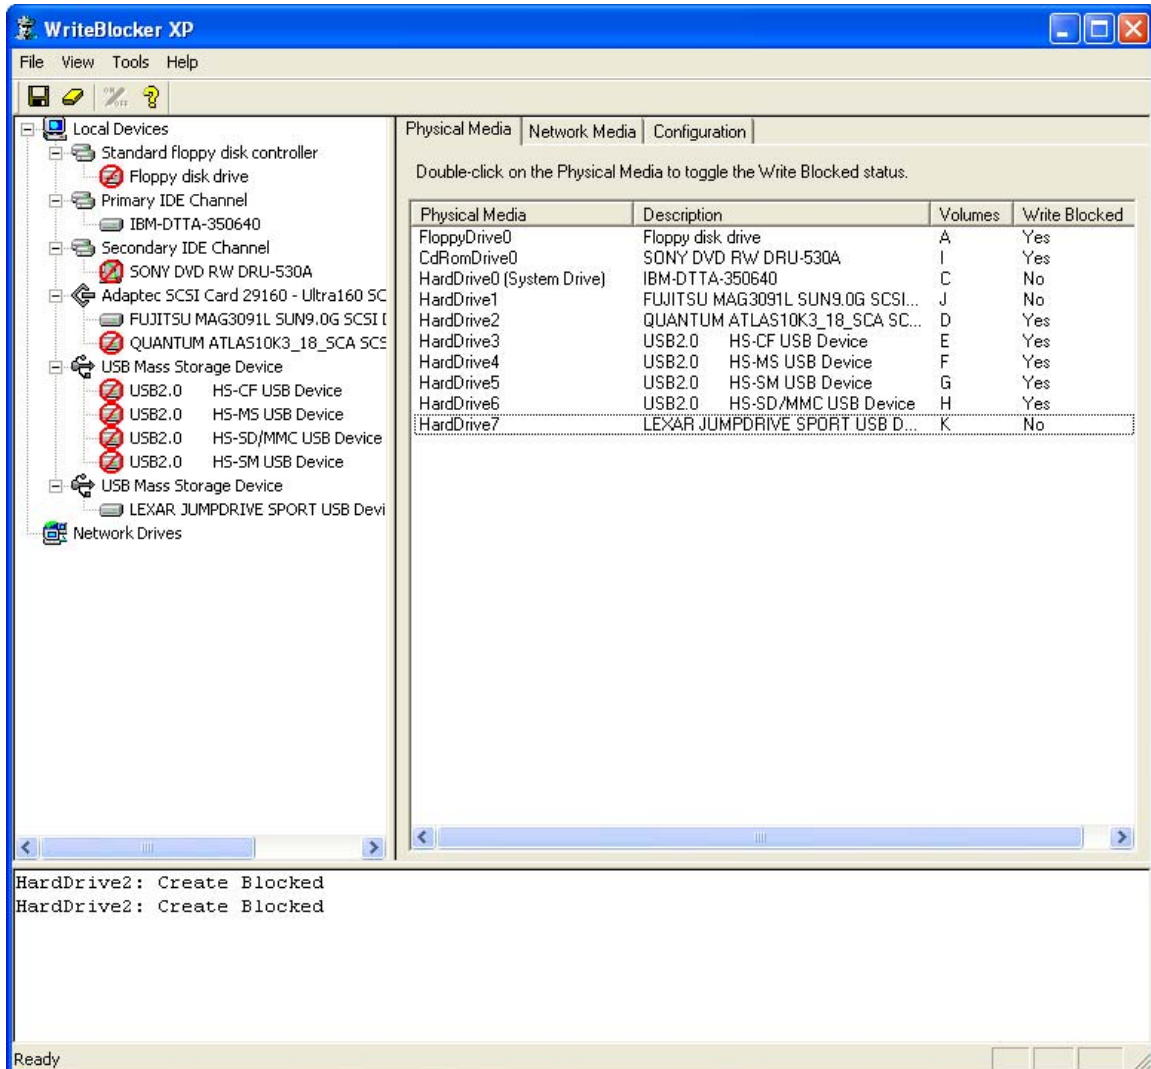 WriteBlocker XP
File View Tools Help
Local Devices
Standard floppy disk controller
Floppy disk drive
Primary IDE Channel
IBM-DTTA-350640
Secondary IDE Channel
SONY DVD RW DRU-530A
Adaptec SCSI Card 29160 - Ultra160 SC
FUJITSU MAG3091L SUN9.0G SCSI
QUANTUM ATLAS10K3_18_SCA SCS
USB Mass Storage Device
USB2.0 HS-CF USB Device
USB2.0 HS-MS USB Device
USB2.0 HS-SD/MMC USB Device
USB2.0 HS-SM USB Device
USB Mass Storage Device
LEXAR JUMPDRIVE SPORT USB Devi
Network Drives
Physical Media Network Media Configuration
Double-click on the Physical Media to toggle the Write Blocked status.
Physical Media Description Volumes Write Blocked
FloppyDrive0 Floppy disk drive A Yes
CdRomDrive0 SONY DVD RW DRU-530A I Yes
HardDrive0 (System Drive) IBM-DTTA-350640 C No
HardDrive1 FUJITSU MAG3091L SUN9.0G SCSI... J No
HardDrive2 QUANTUM ATLAS10K3_18_SCA SC... D Yes
HardDrive3 USB2.0 HS-CF USB Device E Yes
HardDrive4 USB2.0 HS-MS USB Device F Yes
HardDrive5 USB2.0 HS-SM USB Device G Yes
HardDrive6 USB2.0 HS-SD/MMC USB Device H Yes
HardDrive7 LEXAR JUMPDRIVE SPORT USB D... K No
HardDrive2: Create Blocked
HardDrive2: Create Blocked
Ready